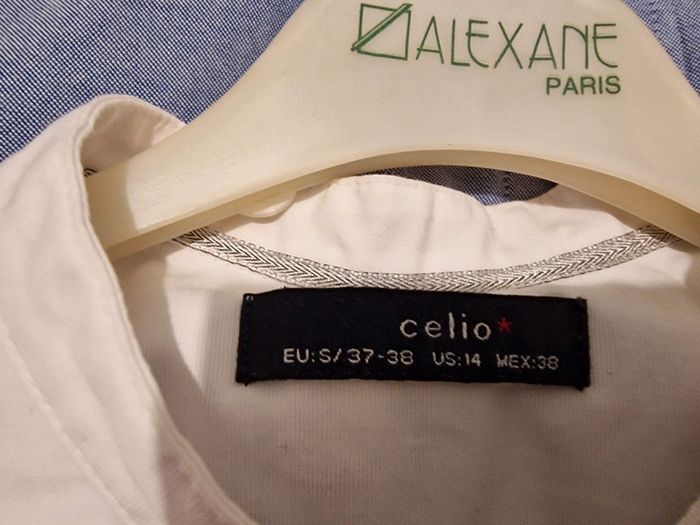 ALEXANE
PARIS
celio*
EU:S/37-38 US:14 MEX:38